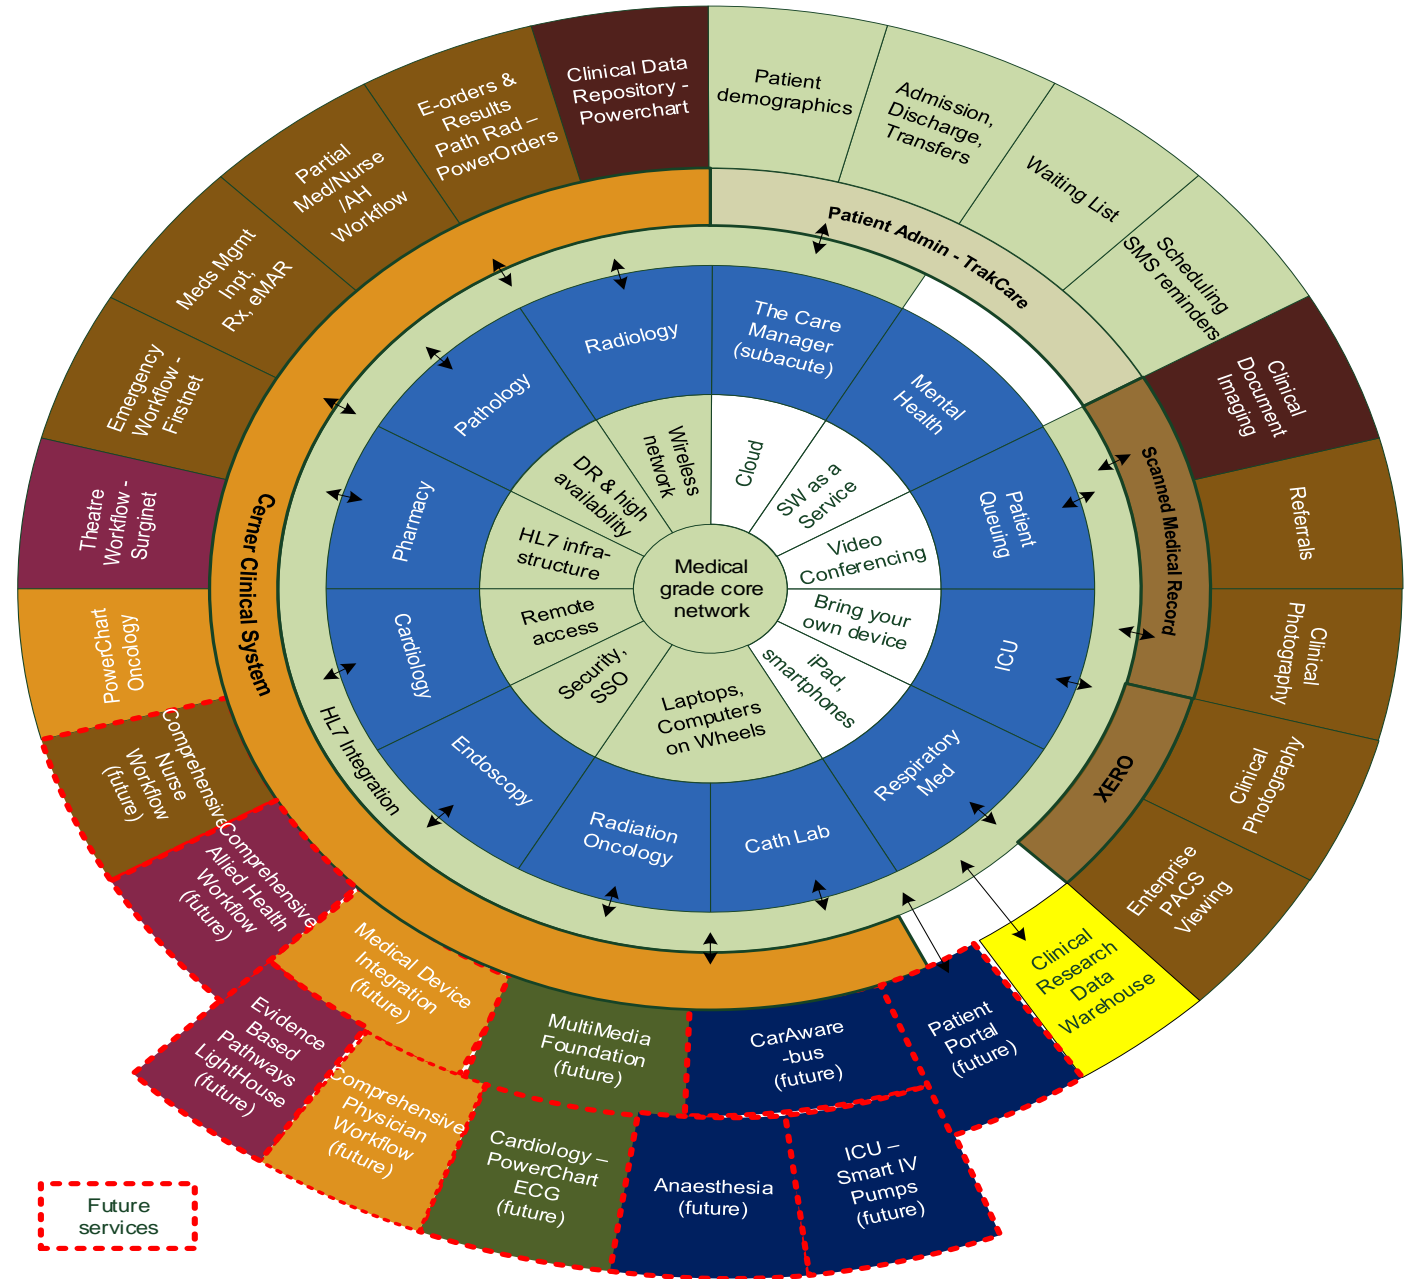 Clinical Data
Repository -
Powerchart
Patient
demographics
Admission,
Discharge,
Transfers
Waiting List
Scheduling
SMS reminders
Clinical
Document
Imaging
Referrals
Clinical
Photography
Clinical
Photography
Enterprise
PACS
Viewing
Clinical
Research
Data
Warehouse
Patient
Portal
(future)
CarAware
-bus
(future)
ICU –
Smart IV
Pumps
(future)
Anaesthesia
(future)
MultiMedia
Foundation
(future)
Cardiology –
PowerChart
ECG
(future)
Medical Device
Integration
(future)
Comprehensive
Physician
Workflow
(future)
Evidence
Based
Pathways
LightHouse
(future)
Comprehensive
Allied Health
Workflow
(future)
Comprehensive
Nurse
Workflow
(future)
PowerChart
Oncology
Theatre
Workflow -
Surginet
Emergency
Workflow -
Firstnet
Meds Mgmt
Inpt,
Rx, eMAR
Partial
Med/Nurse
/AH
Workflow
E-orders &
Results
Path Rad –
PowerOrders
Patient Admin - TrakCare
Scanned Medical Record
XERO
Cerner Clinical System
HL7 Integration
Radiology
The Care
Manager
(subacute)
Mental
Health
Patient
Queuing
ICU
Respiratory
Med
Cath Lab
Radiation
Oncology
Endoscopy
Cardiology
Pharmacy
Pathology
Wireless
network
Cloud
SW as a
Service
Video
Conferencing
Bring your
own device
iPad,
smartphones
Laptops,
Computers
on Wheels
Security,
SSO
Remote
access
HL7 infra-
structure
DR & high
availability
Medical
grade core
network
Future
services